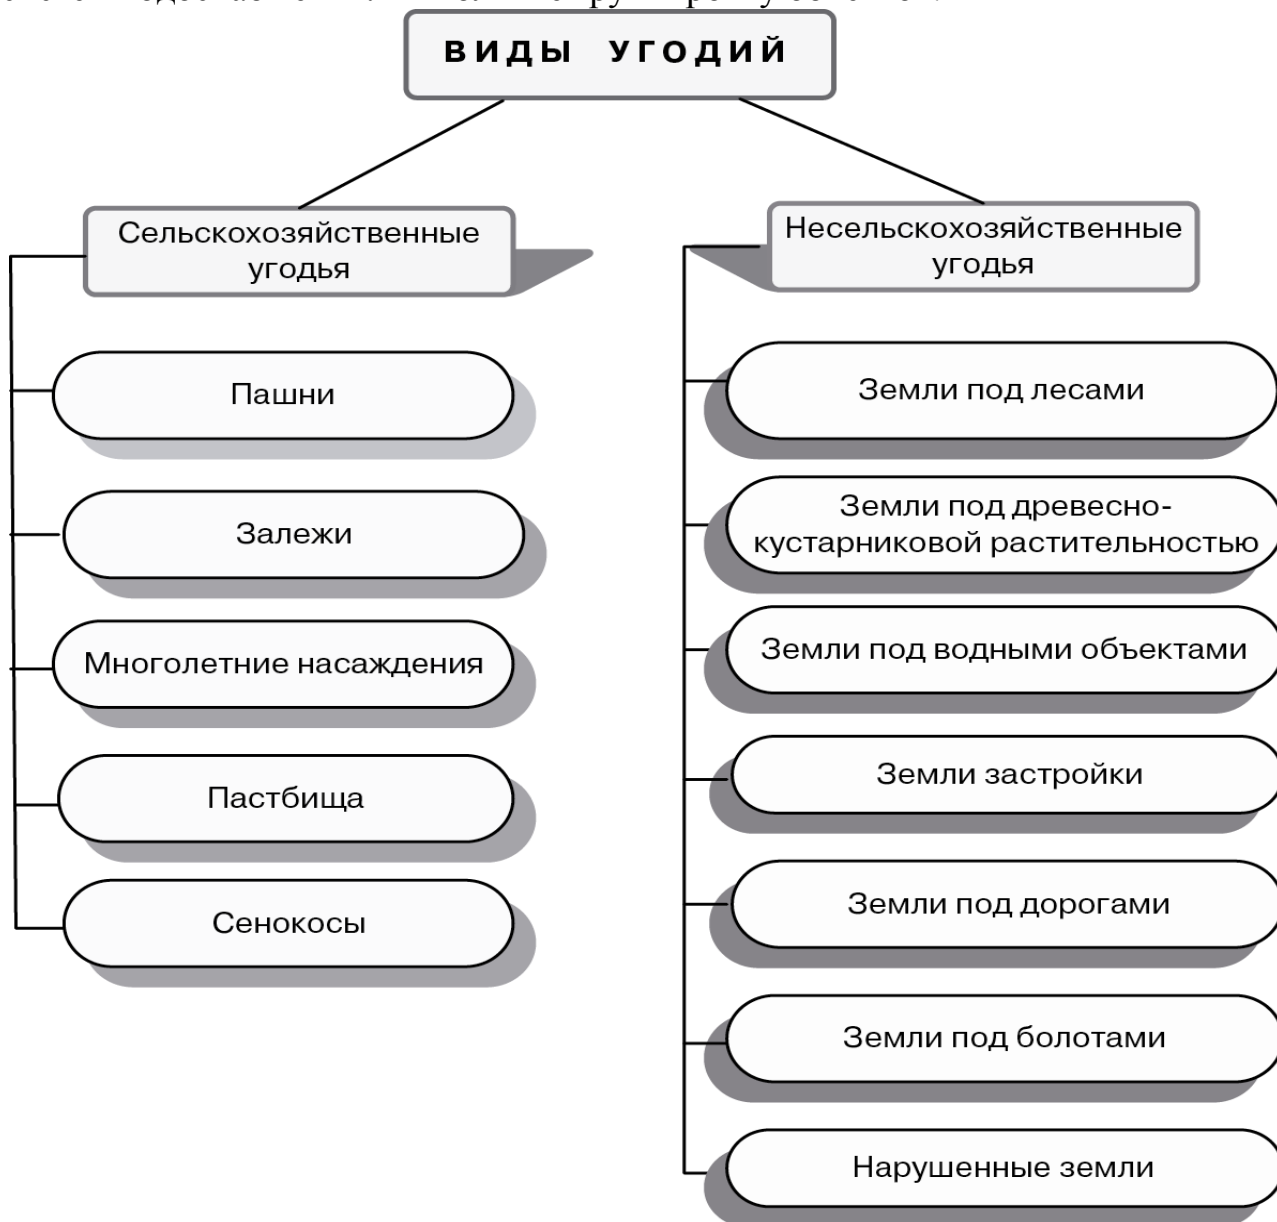 ВИДЫ УГОДИЙ
Сельскохозяйственные
угодья
Пашни
Залежи
Многолетние насаждения
Пастбища
Сенокосы
Несельскохозяйственные
угодья
Земли под лесами
Земли под древесно-
кустарниковой растительностью
Земли под водными объектами
Земли застройки
Земли под дорогами
Земли под болотами
Нарушенные земли